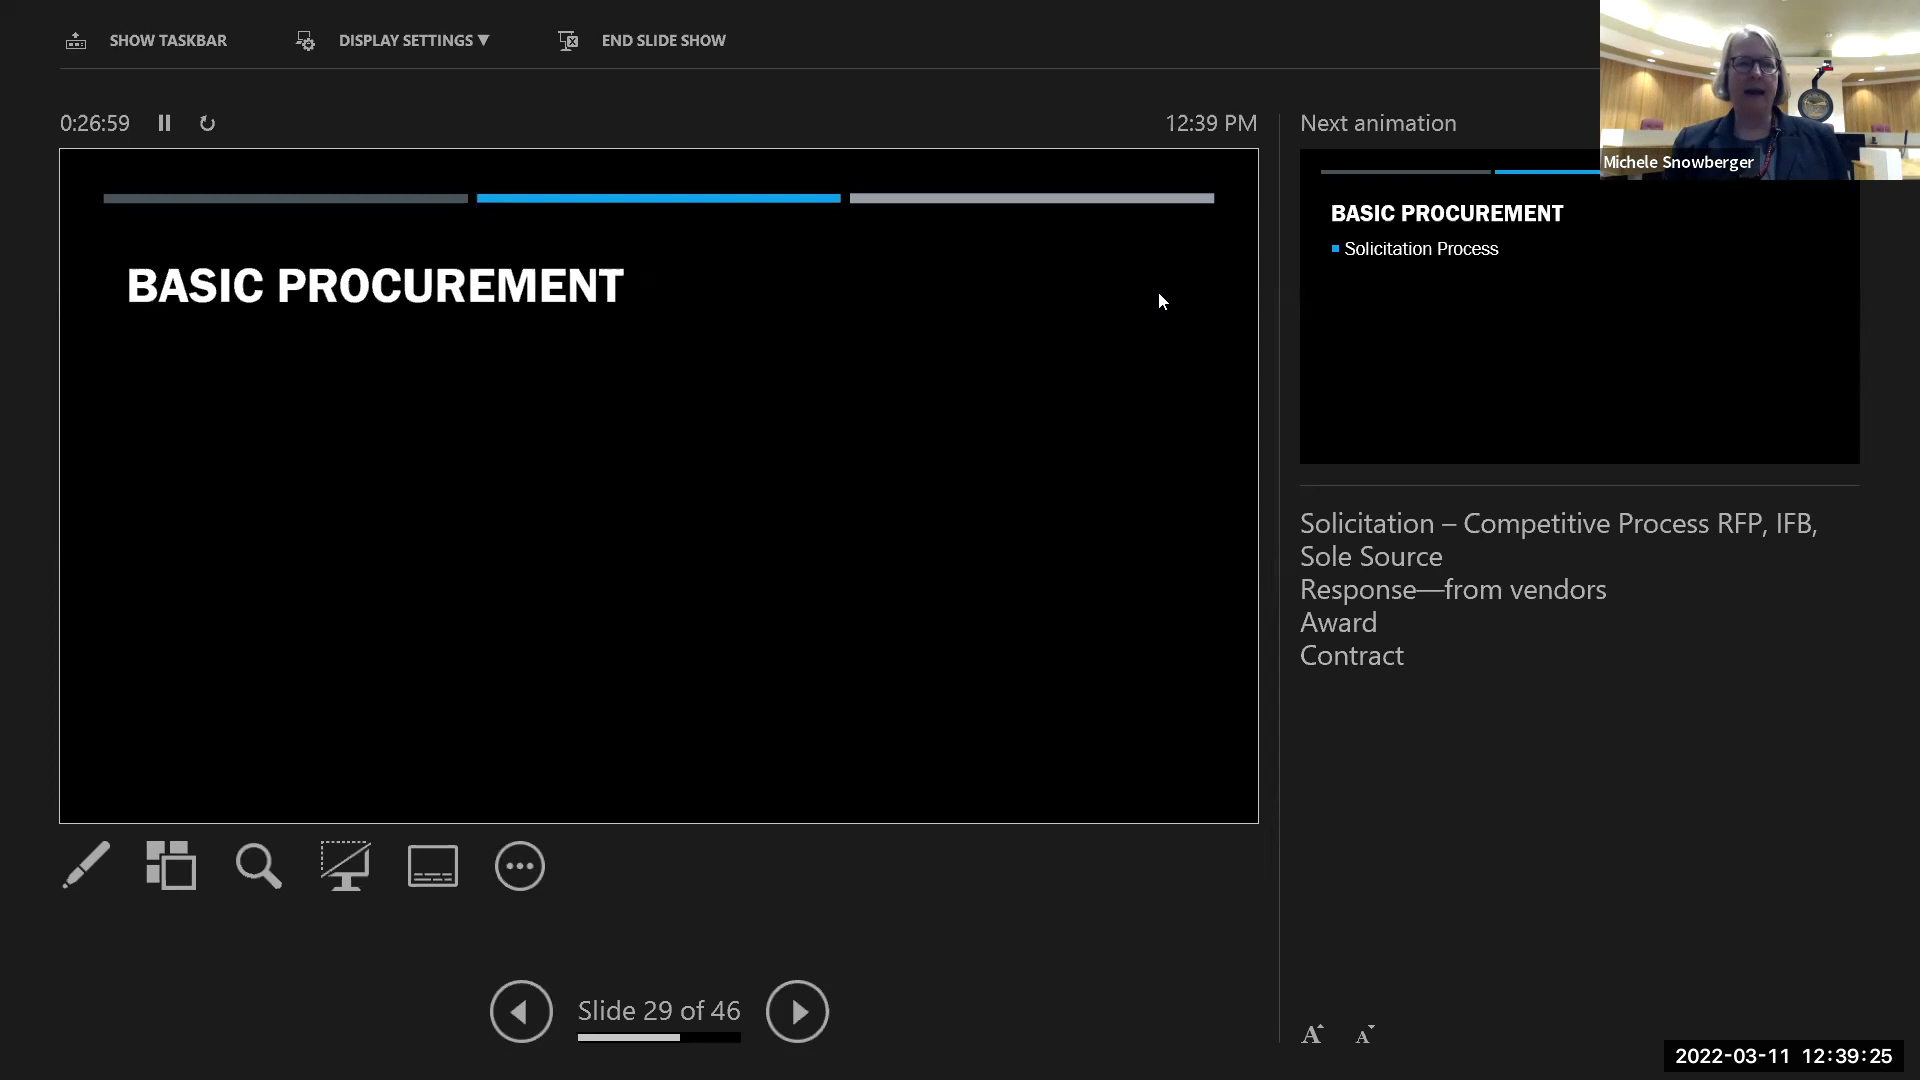 SHOW TASKBAR
DISPLAY SETTINGS ▼
END SLIDE SHOW
0:26:59
12:39 PM
BASIC PROCUREMENT
Next animation
Michele Snowberger
BASIC PROCUREMENT
Solicitation Process
Solicitation – Competitive Process RFP, IFB,
Sole Source
Response—from vendors
Award
Contract
Slide 29 of 46
A A
2022-03-11 12:39:25